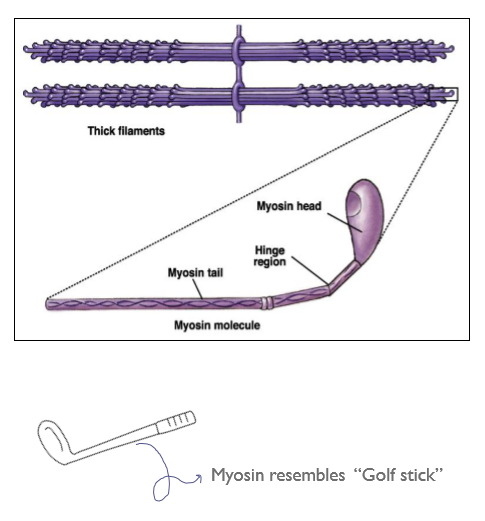 Thick filaments
Myosin head
Hinge
region
Myosin tail
Myosin molecule
Myosin resembles “Golf stick”